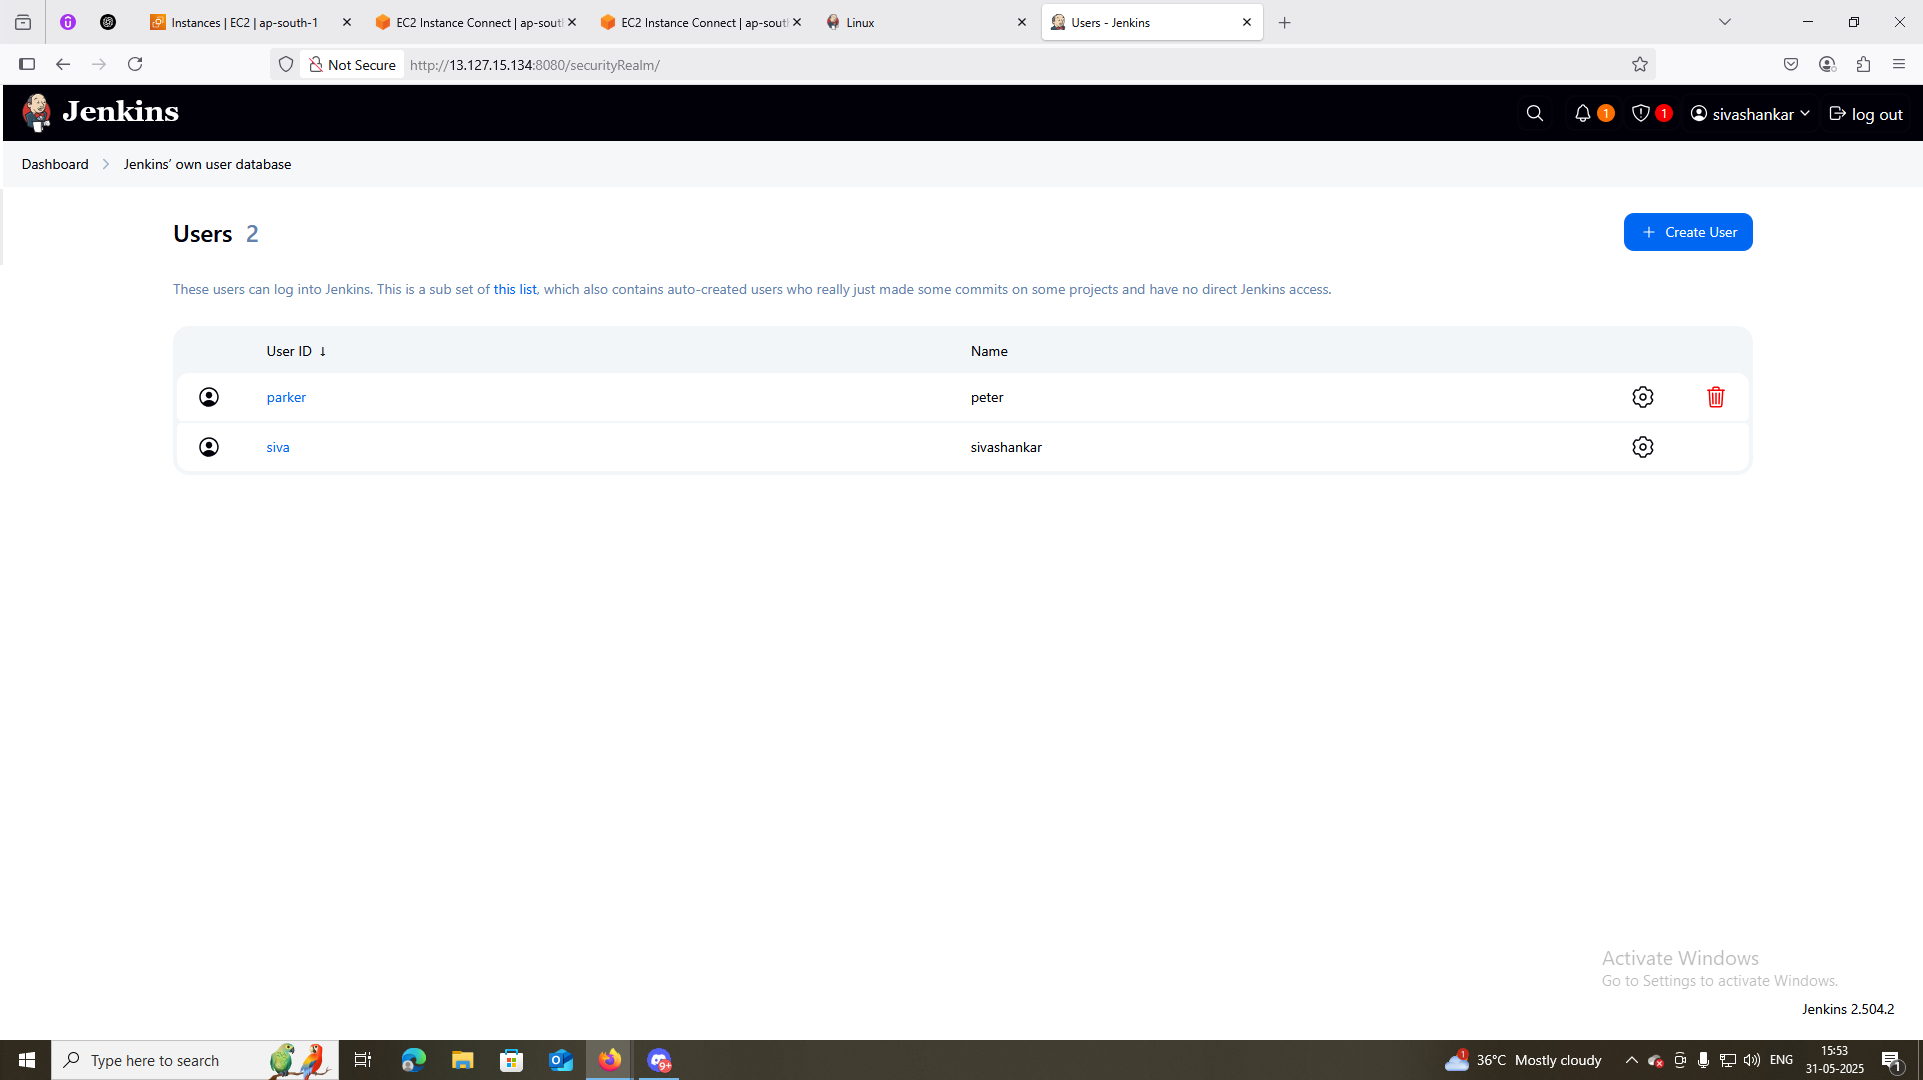 Instances | EC2 | ap-south-1
EC2 Instance Connect | ap-sout
EC2 Instance Connect | ap-sout
Linux
Users - Jenkins
Not Secure
http://13.127.15.134:8080/securityRealm/
Jenkins
1
1
sivashankar
log out
Dashboard
Jenkins' own user database
Users 2
Create User
These users can log into Jenkins. This is a sub set of this list, which also contains auto-created users who really just made some commits on some projects and have no direct Jenkins access.
User ID ↓
Name
parker
peter
siva
sivashankar
Activate Windows
Go to Settings to activate Windows.
Jenkins 2.504.2
Type here to search
9+
1
36°C Mostly cloudy
ENG
15:53
31-05-2025
1